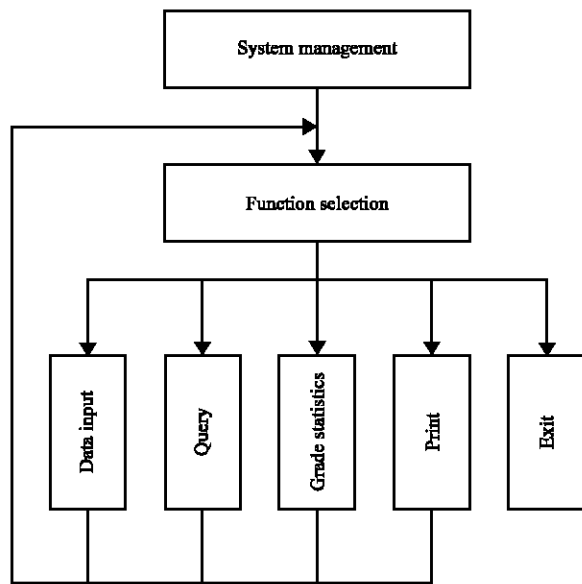 System management
Function selection
Data input
Query
Grade statistics
Print
Exit